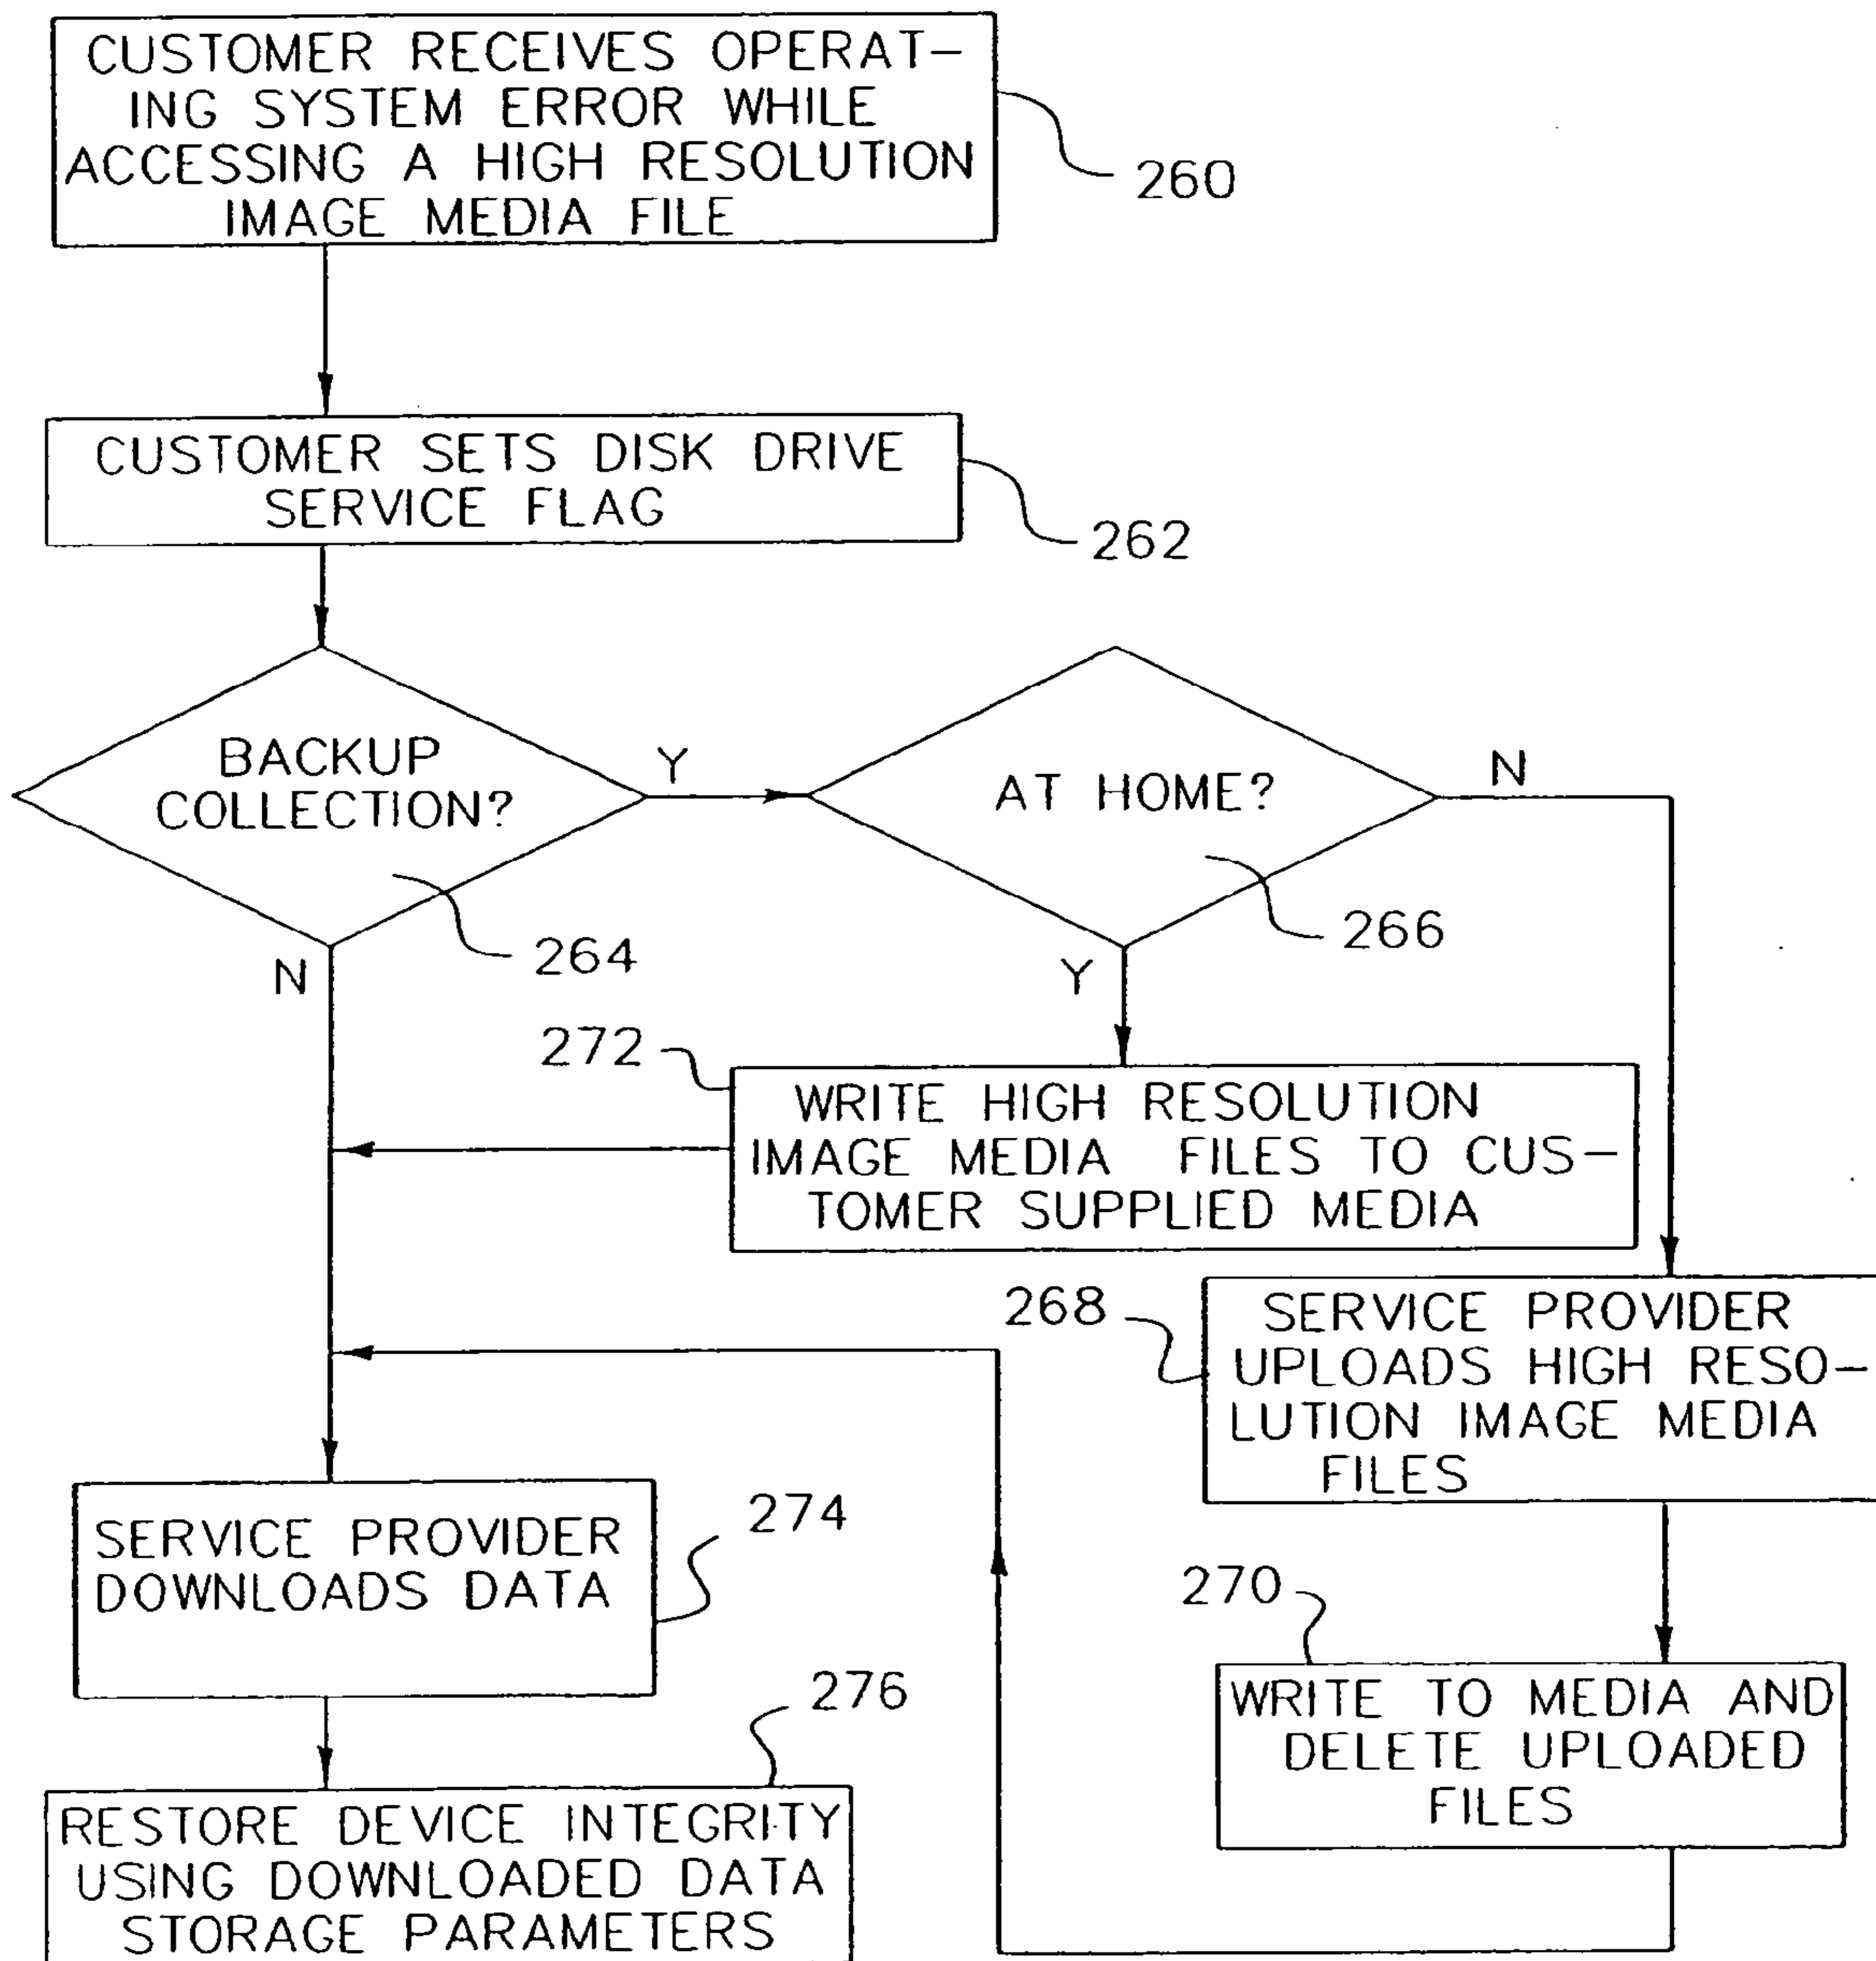 CUSTOMER RECEIVES OPERAT-
ING SYSTEM ERROR WHILE
ACCESSING A HIGH RESOLUTION
IMAGE MEDIA FILE
260
CUSTOMER SETS DISK DRIVE
SERVICE FLAG
262
BACKUP
COLLECTION?
Y
264
N
AT HOME?
N
266
Y
272
WRITE HIGH RESOLUTION
IMAGE MEDIA FILES TO CUS-
TOMER SUPPLIED MEDIA
268
SERVICE PROVIDER
UPLOADS HIGH RESO-
LUTION IMAGE MEDIA
FILES
270
WRITE TO MEDIA AND
DELETE UPLOADED
FILES
SERVICE PROVIDER
DOWNLOADS DATA
274
276
RESTORE DEVICE INTEGRITY
USING DOWNLOADED DATA
STORAGE PARAMETERS